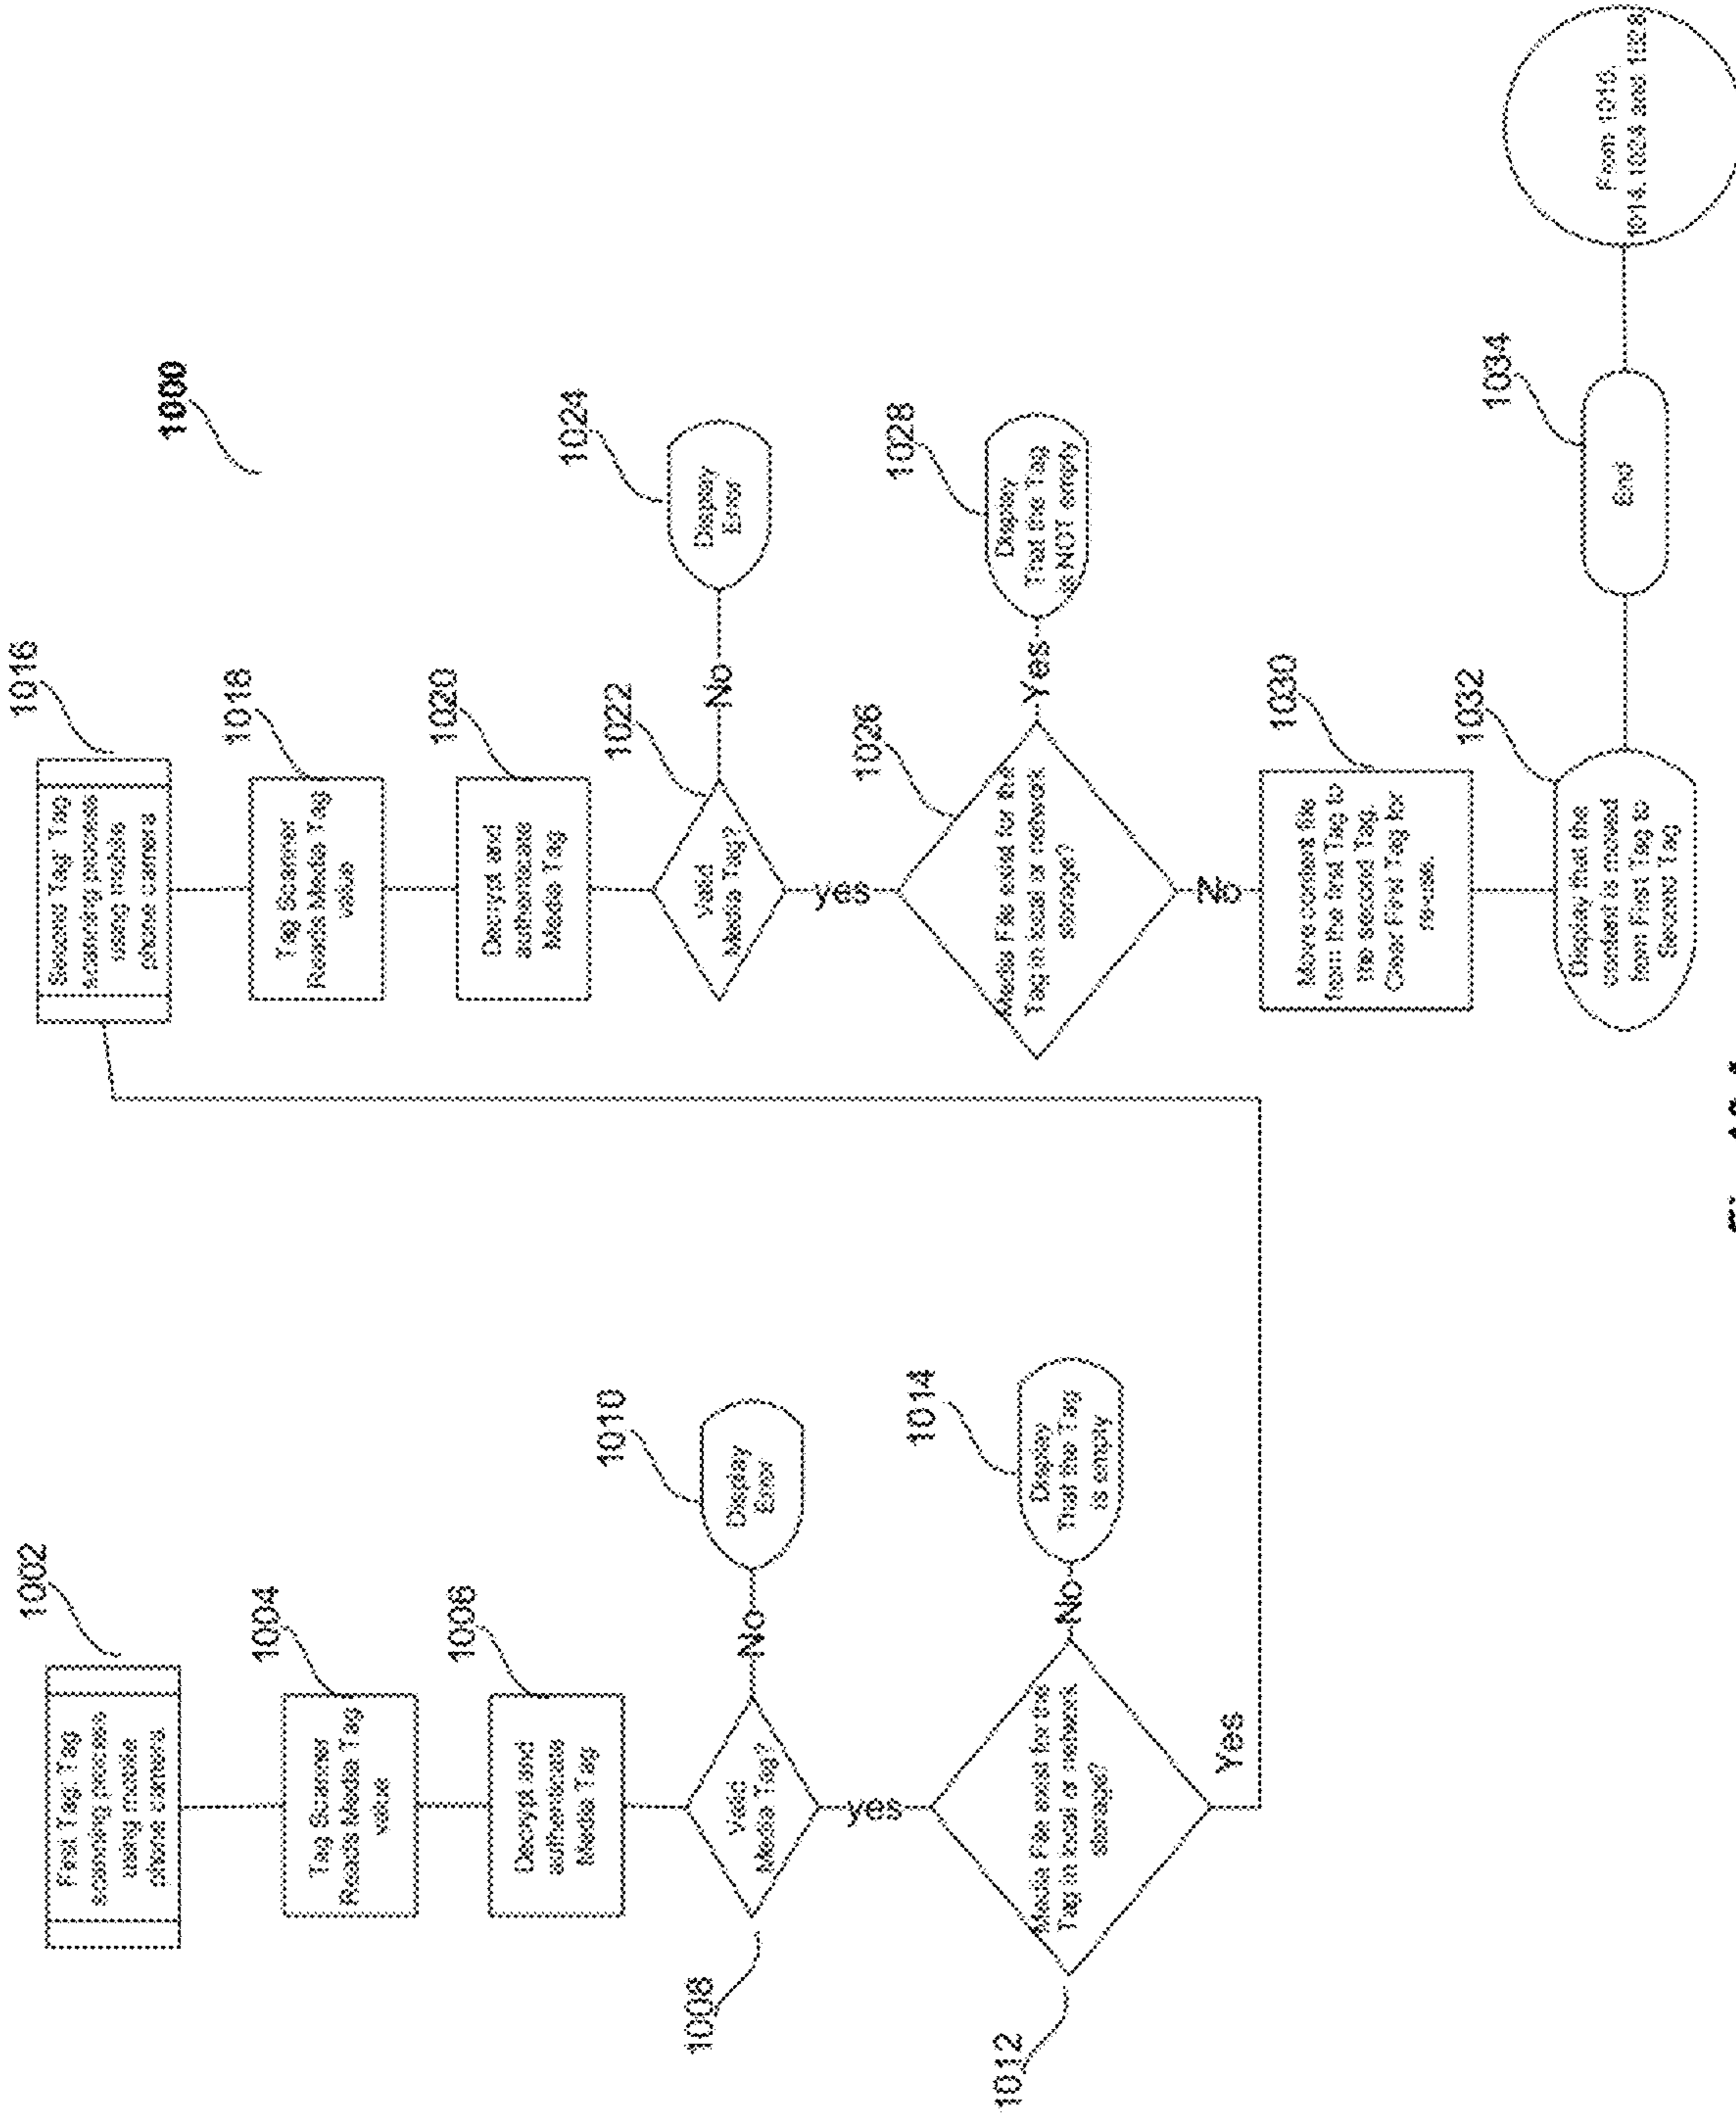 1000
1002
First Tag: Tag
scanning process
using mobile
phone camera
1004
Tag Scanner
Reads Media Tag
value
1006
Decrypt and
authenticate
Media Tag
1008
Valid
Media Tag?
No
1010
Display
Error
yes
1012
Media File exist for this
Tag in local or network
storage?
No
1014
Display
That the Tag
is empty
Yes
1016
Second Tag: Tag
scanning process
using mobile
phone camera
1018
Tag Scanner
Reads Media Tag
value
1020
Decrypt and
authenticate
Media Tag
1022
Valid
Media Tag?
No
1024
Display
Error
yes
1026
Media File exist for this
Tag in local or network
storage?
Yes
1028
Display
That the Tag
is NOT empty
No
1030
Move content file
from the first Tag to
the second Tag.
Clear First Tag for
re-use.
1032
Display that the
content is moved
from First Tag to
Second Tag
1034
End
From 1010,
1014, 1024 and 1028